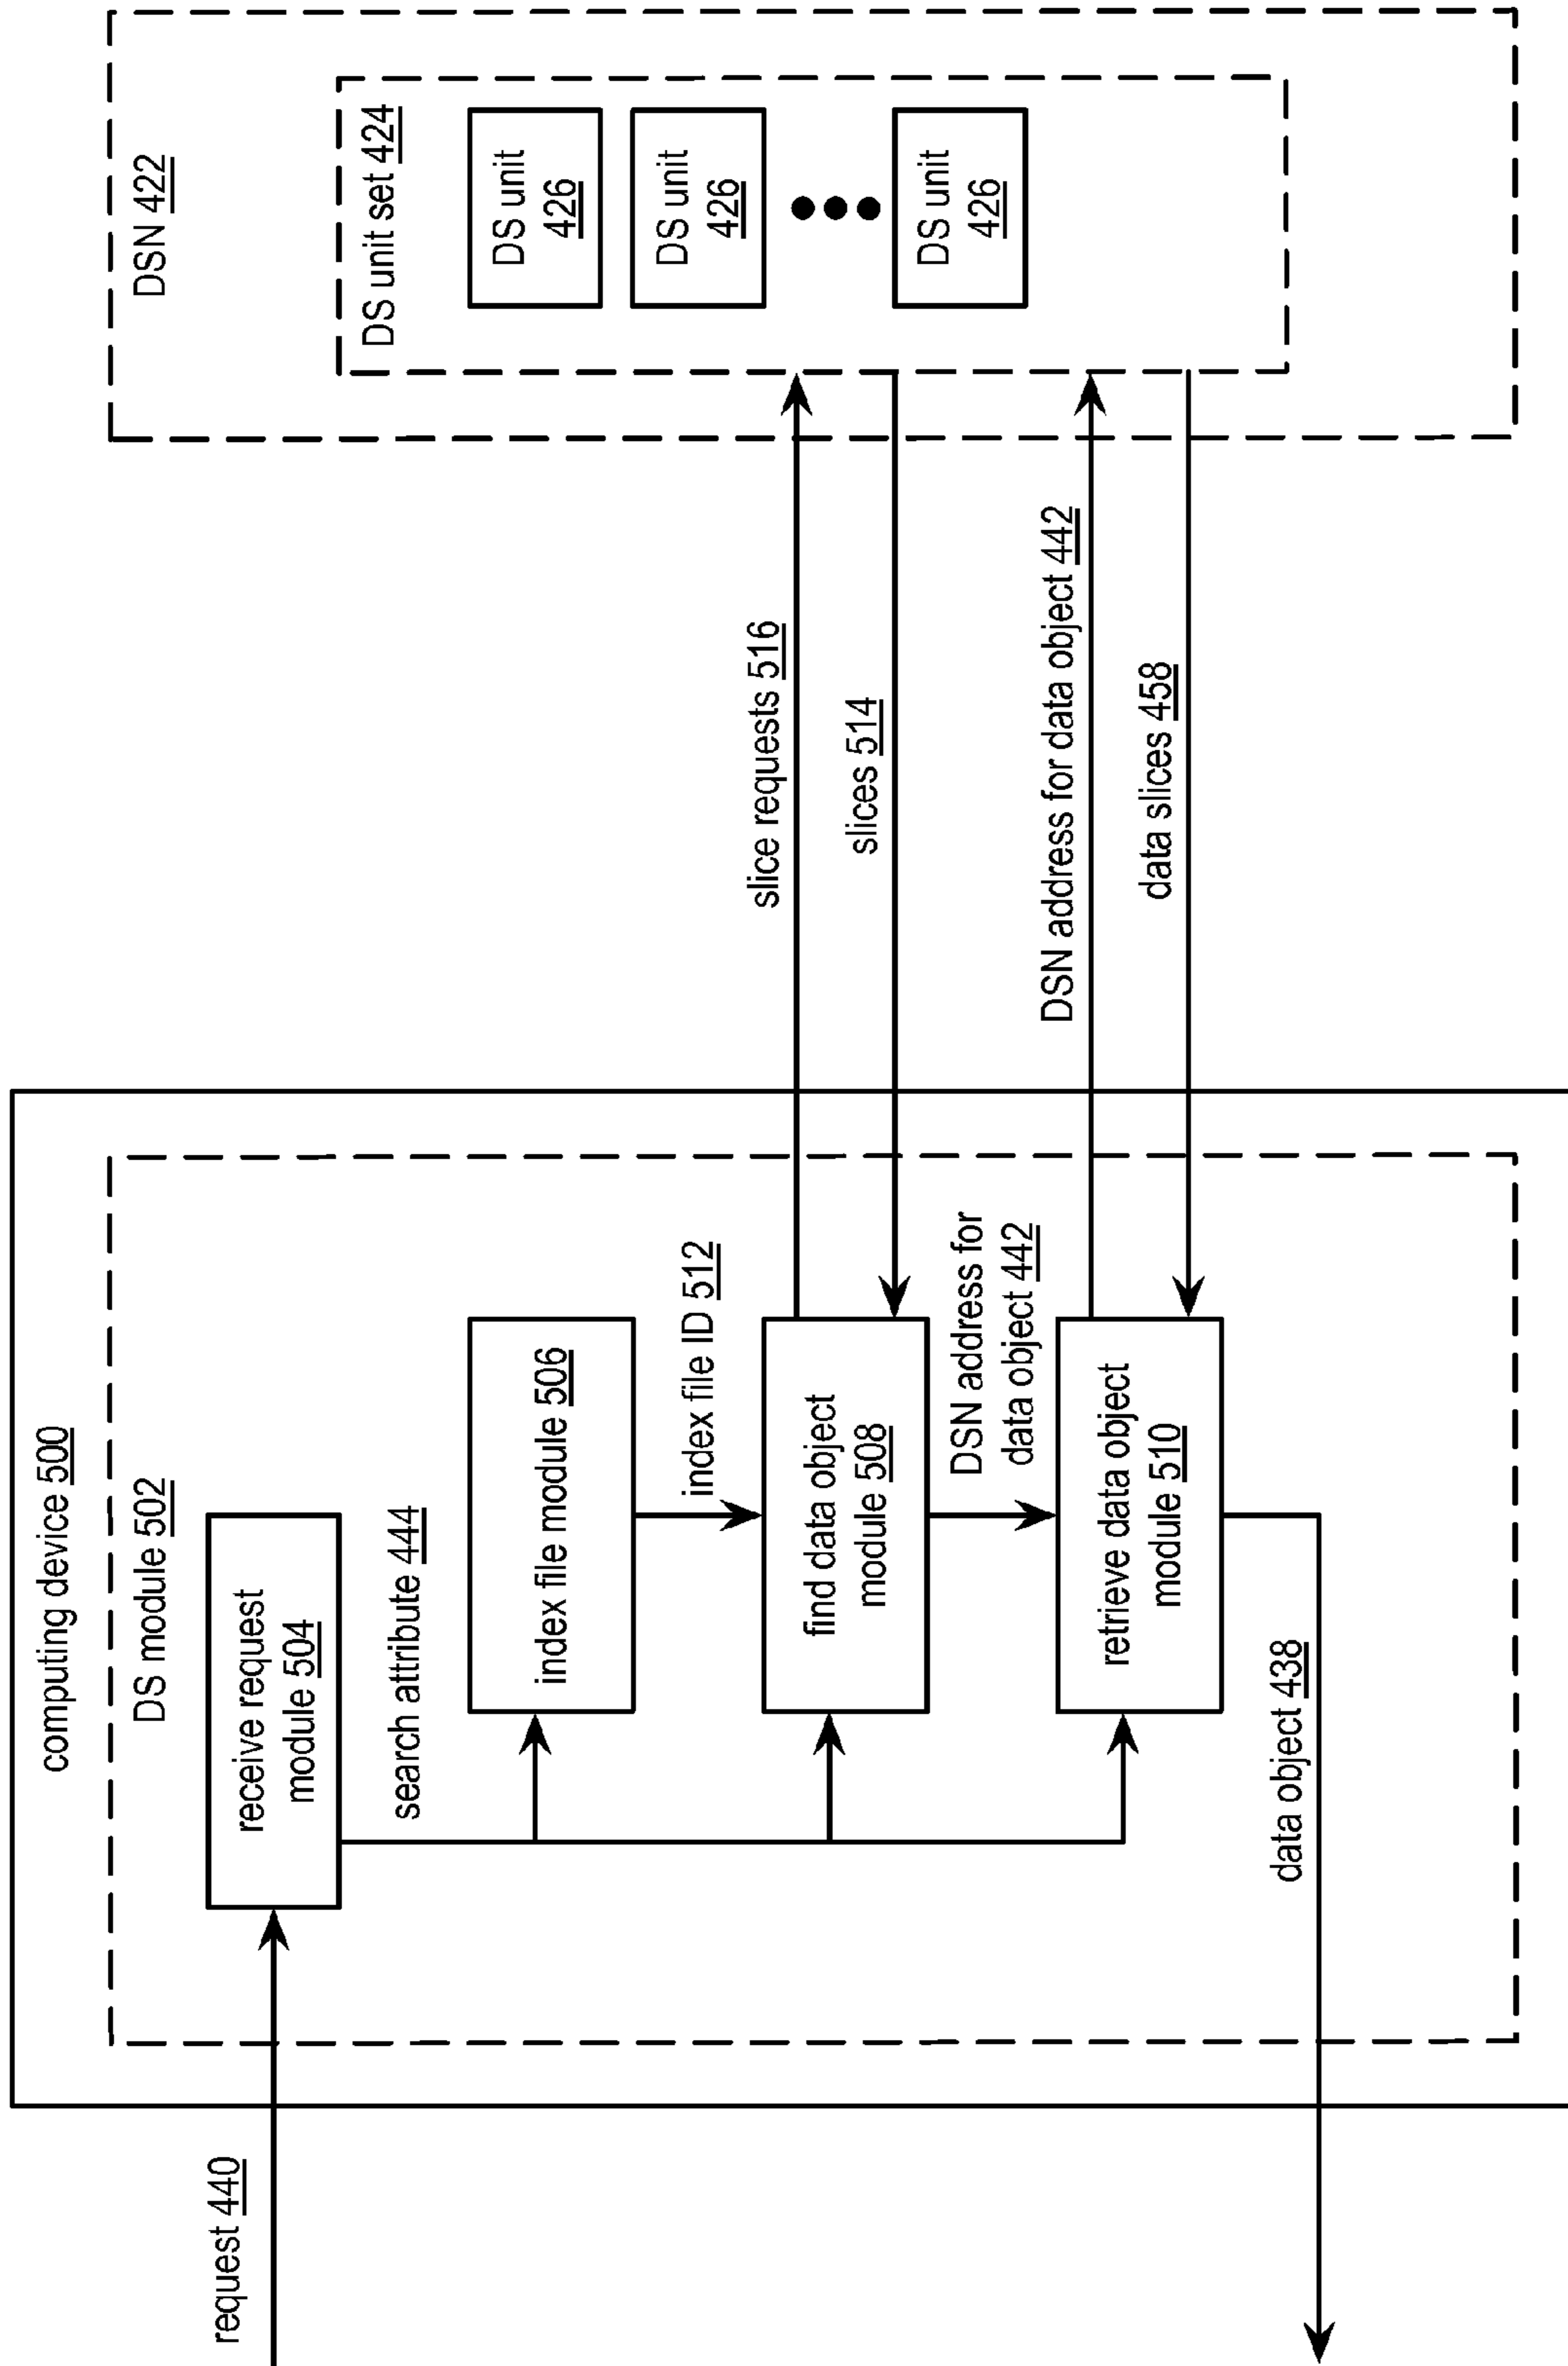 request 440
computing device 500
DS module 502
receive request
module 504
search attribute 444
index file module 506
index file ID 512
find data object
module 508
DSN address for
data object 442
retrieve data object
module 510
data object 438
slice requests 516
slices 514
DSN address for data object 442
data slices 458
DSN 422
DS unit set 424
DS unit
426
DS unit
426
DS unit
426